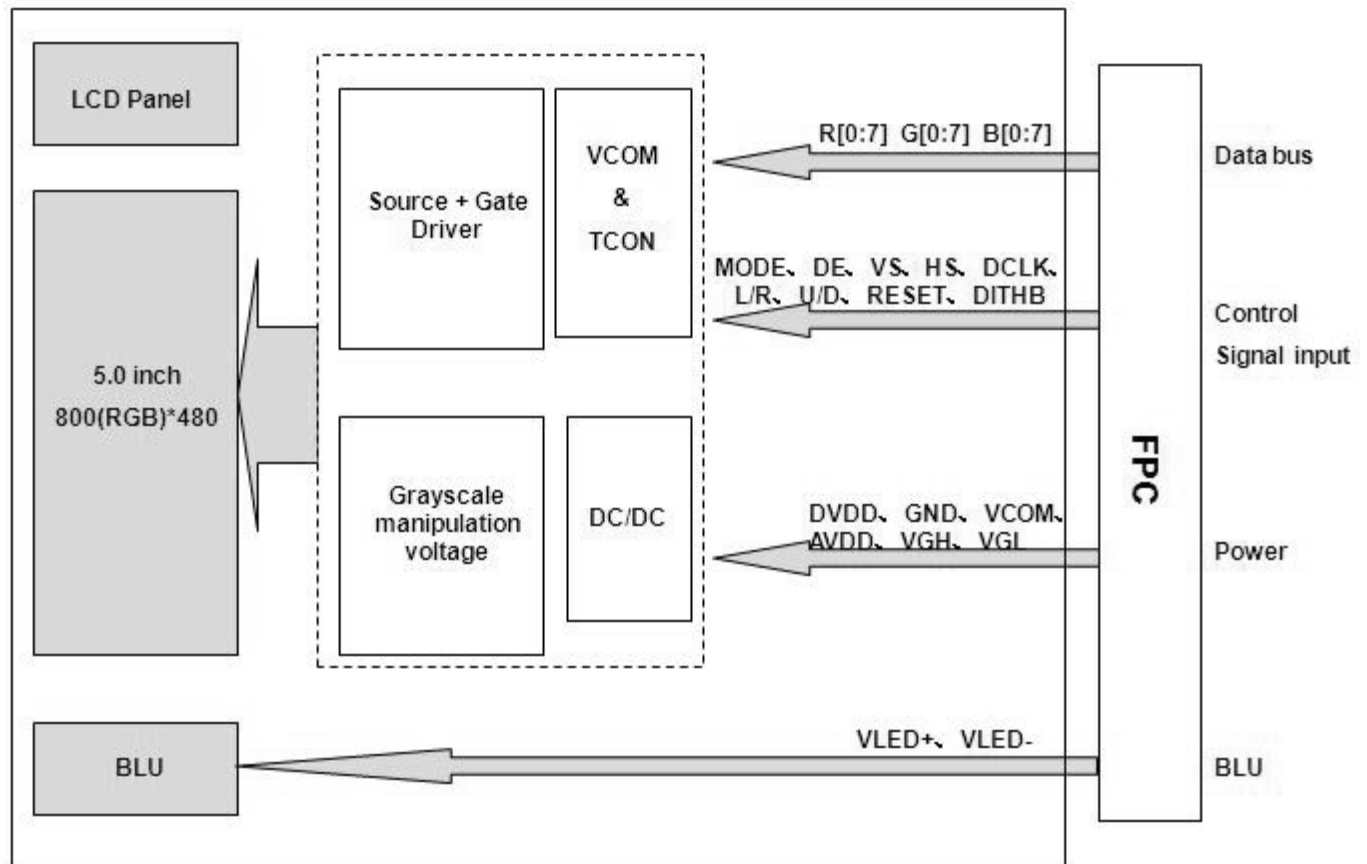 LCD Panel
5.0 inch
800(RGB)*480
BLU
Source + Gate
Driver
VCOM
&
TCON
Grayscale
manipulation
voltage
DC/DC
R[0:7] G[0:7] B[0:7]
MODE、DE、VS、HS、DCLK、
L/R、U/D、RESET、DITHB
DVDD、GND、VCOM、
AVDD、VGH、VGL
VLED+、VLED-
FPC
Data bus
Control
Signal input
Power
BLU